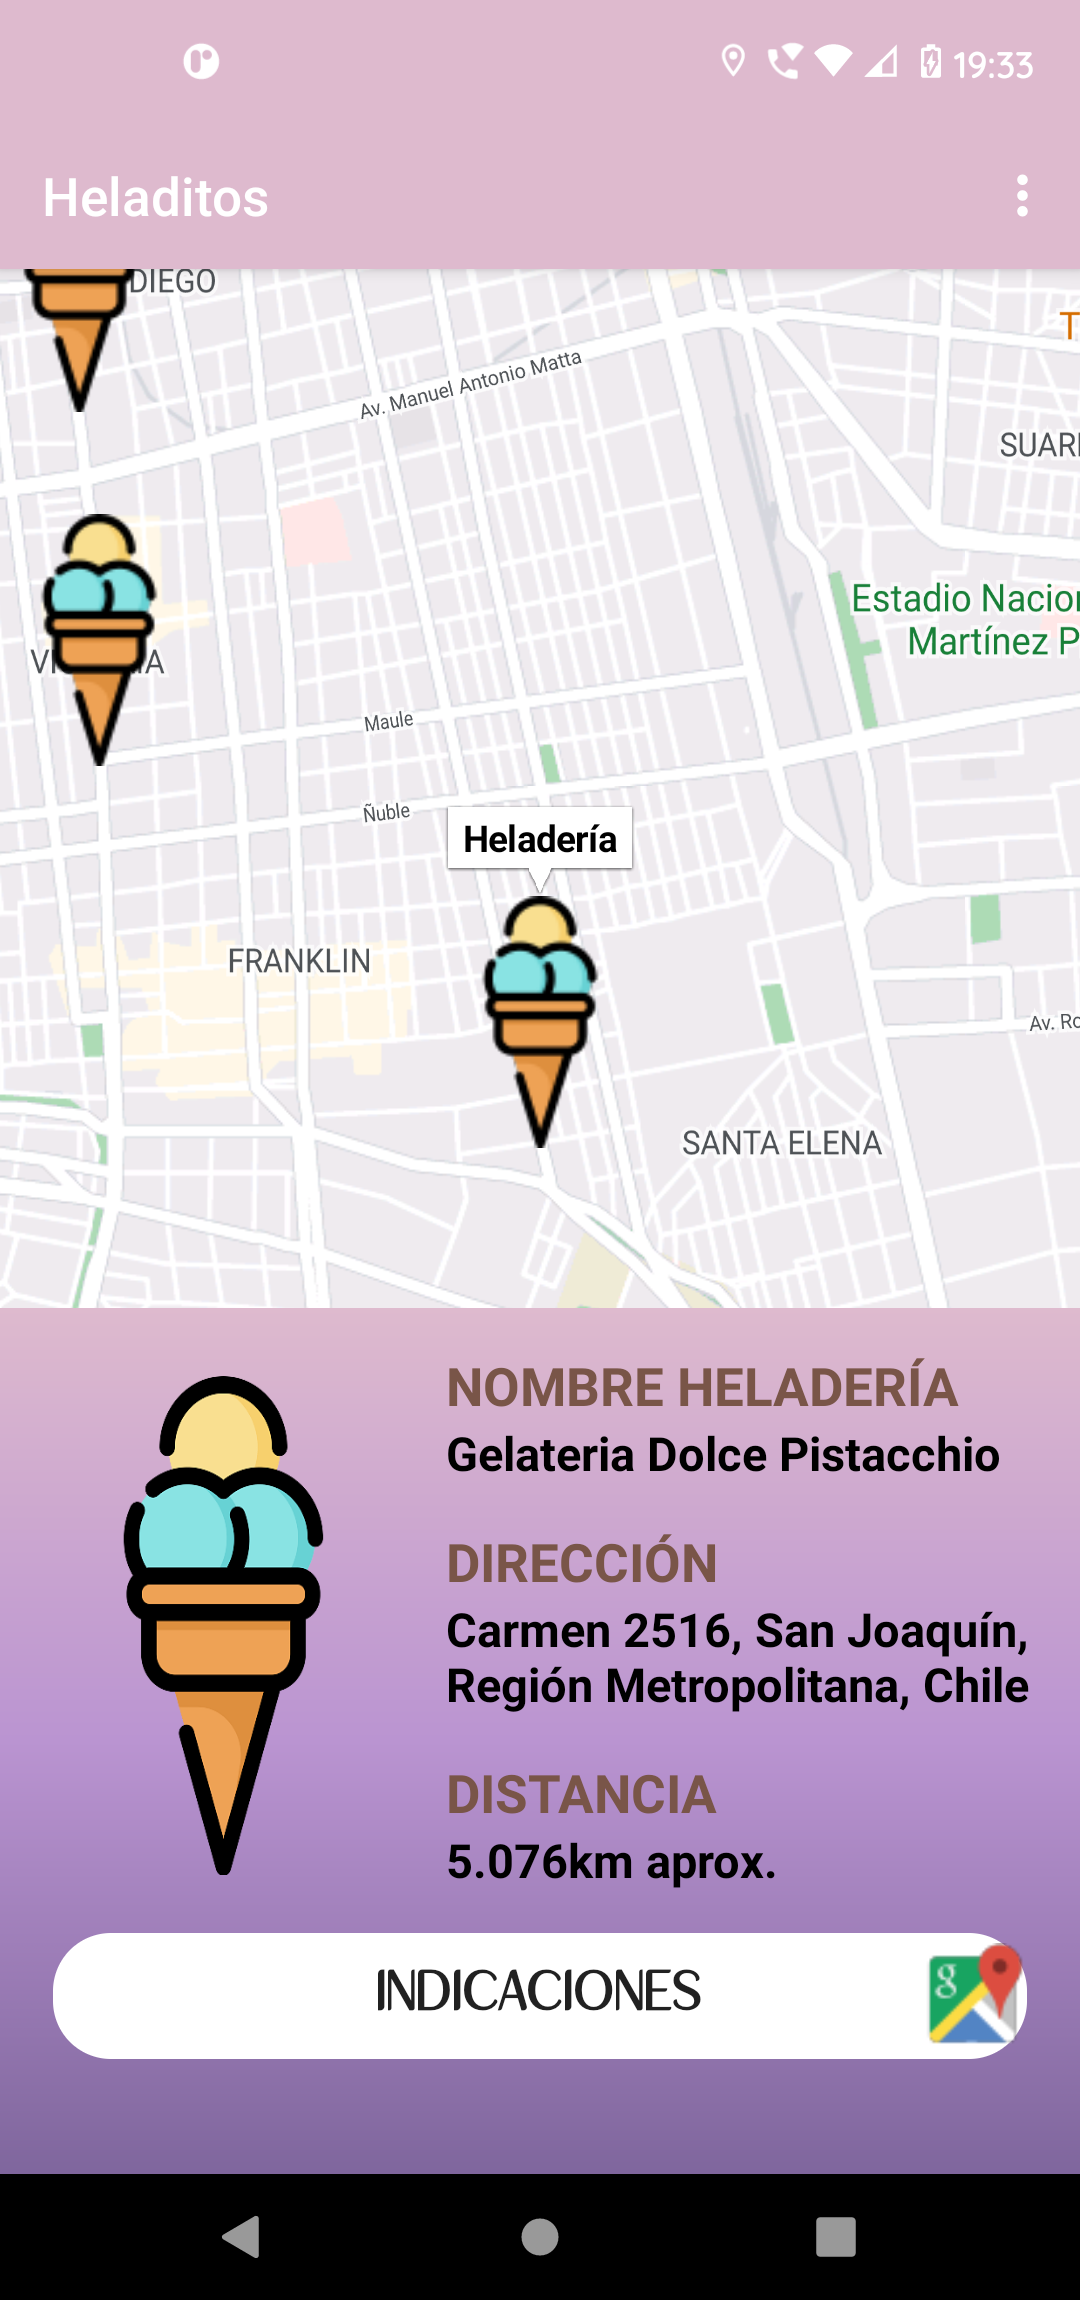 19:33
Heladitos
DIEGO
Av. Manuel Antonio Matta
T
SUAR
Estadio Nacion
Martínez P
Maule
Ñuble
Heladería
FRANKLIN
Av. Ro
SANTA ELENA
NOMBRE HELADERÍA
Gelateria Dolce Pistacchio
DIRECCIÓN
Carmen 2516, San Joaquín,
Región Metropolitana, Chile
DISTANCIA
5.076km aprox.
INDICACIONES
g